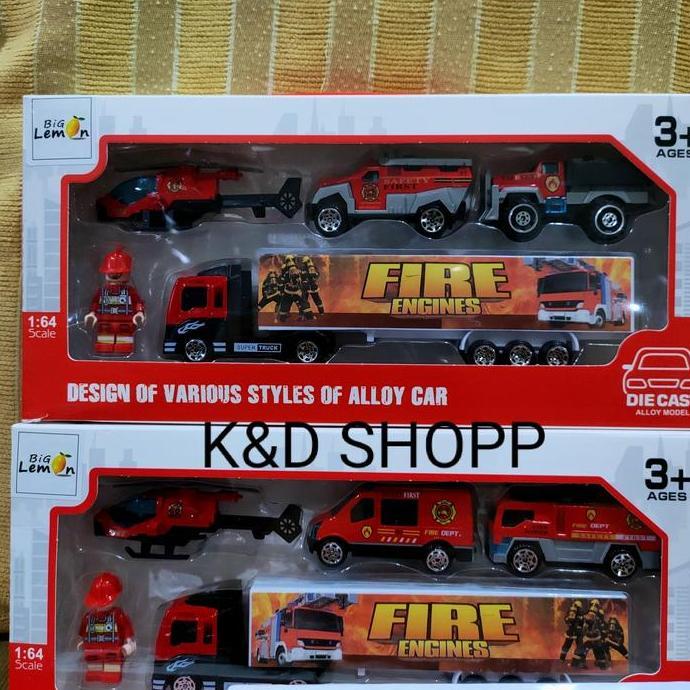 BiG
Lemon
3+
AGES
SAFETY
FIRST
FIRE
ENGINES
SUPER TRUCK
1:64
Scale
DESIGN OF VARIOUS STYLES OF ALLOY CAR
DIE CAS
ALLOY MODEL
K&D SHOPP
BiG
Lemon
3+
AGES
FIRST
FIRE DEPT.
FIRE DEPT
SAFETY FIRST
FIRE
ENGINES
1:64
Scale